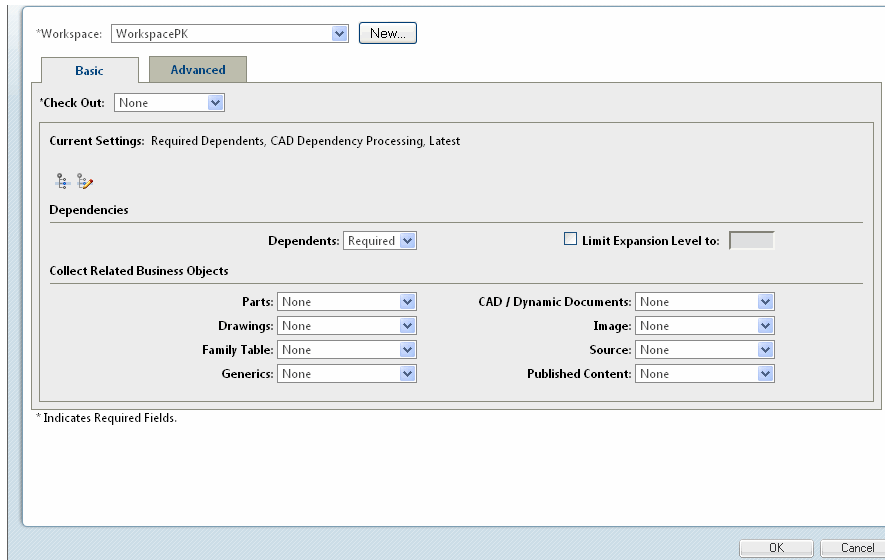 *Workspace: WorkspacePK New...
Basic Advanced
*Check Out: None
Current Settings: Required Dependents, CAD Dependency Processing, Latest
Dependencies
Dependents: Required Limit Expansion Level to:
Collect Related Business Objects
Parts: None CAD / Dynamic Documents: None
Drawings: None Image: None
Family Table: None Source: None
Generics: None Published Content: None
* Indicates Required Fields.
OK Cancel